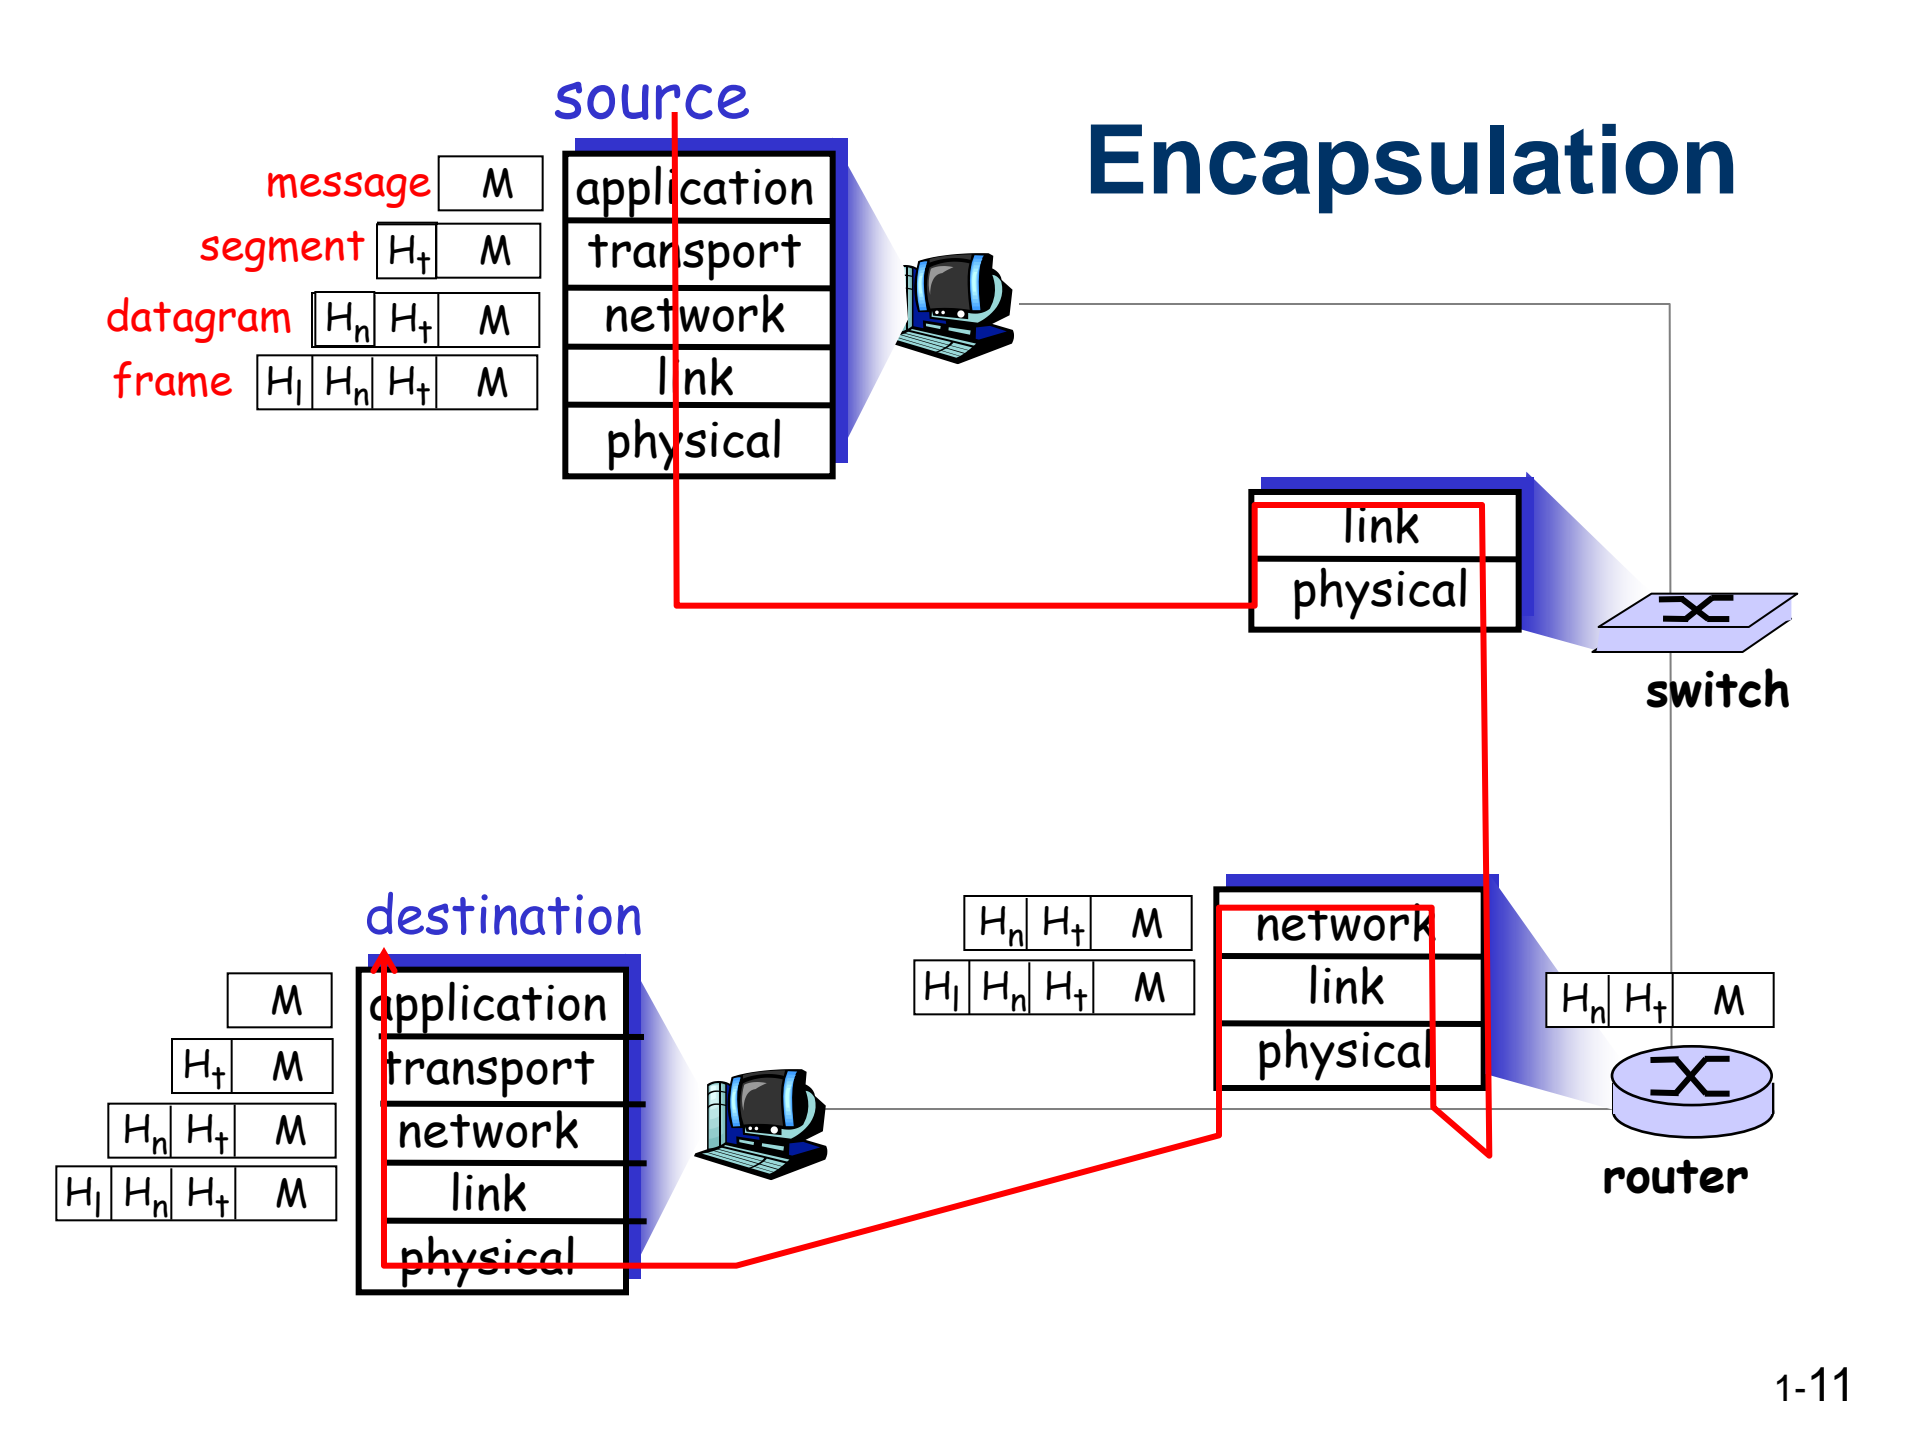 Encapsulation
source
message M
segment Ht M
datagram Hn Ht M
frame Hl Hn Ht M
application
transport
network
link
physical
link
physical
switch
destination
M
Ht M
Hn Ht M
Hl Hn Ht M
application
transport
network
link
physical
Hn Ht M
Hl Hn Ht M
network
link
physical
Hn Ht M
router
1-11